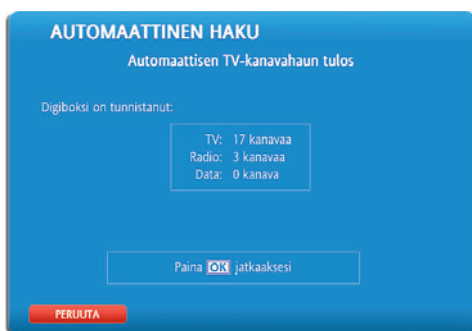 AUTOMAATTINEN HAKU
Automaattisen TV-kanavahaun tulos
Digiboksi on tunnistanut:
TV: 17 kanavaa
Radio: 3 kanavaa
Data: 0 kanava
Paina OK jatkaaksesi
PERUUTA